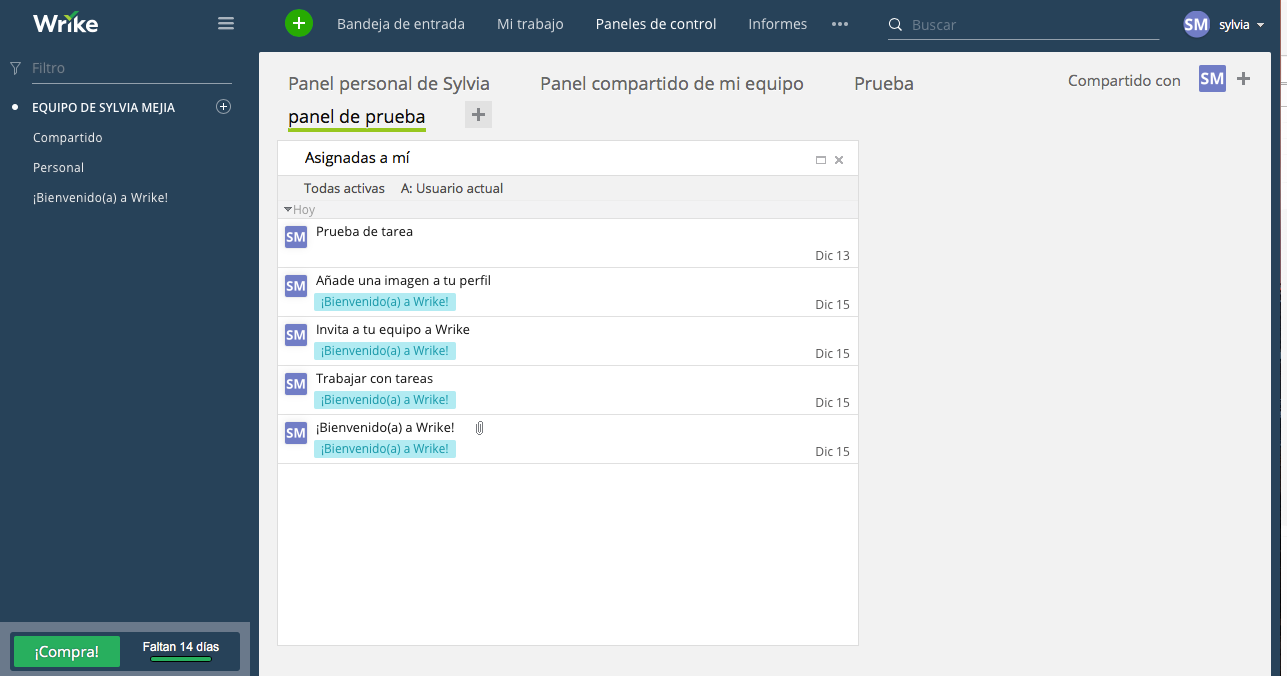 Wrike
Bandeja de entrada Mi trabajo Paneles de control Informes
Buscar
SM sylvia
Filtro
EQUIPO DE SYLVIA MEJIA
Compartido
Personal
¡Bienvenido(a) a Wrike!
Panel personal de Sylvia Panel compartido de mi equipo Prueba
Compartido con SM
panel de prueba
Asignadas a mí
Todas activas A: Usuario actual
Hoy
SM Prueba de tarea
Dic 13
SM Añade una imagen a tu perfil
¡Bienvenido(a) a Wrike!
Dic 15
SM Invita a tu equipo a Wrike
¡Bienvenido(a) a Wrike!
Dic 15
SM Trabajar con tareas
¡Bienvenido(a) a Wrike!
Dic 15
SM ¡Bienvenido(a) a Wrike!
¡Bienvenido(a) a Wrike!
Dic 15
¡Compra! Faltan 14 días